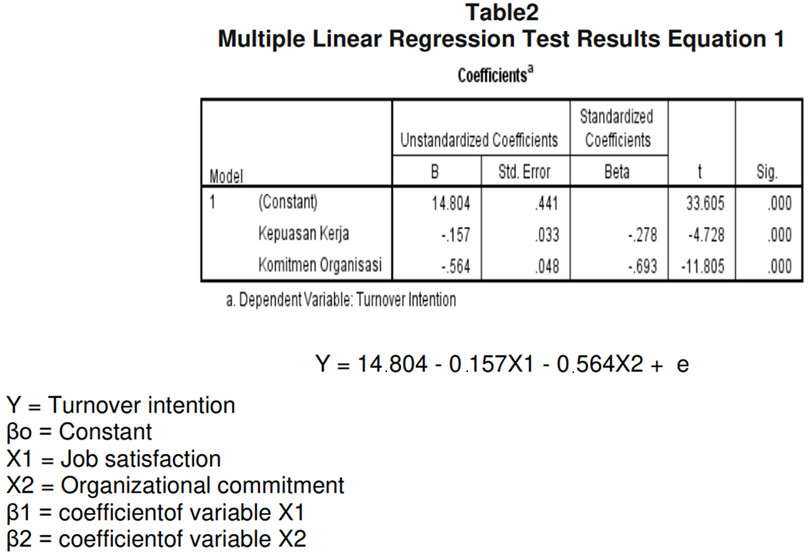 Table2
Multiple Linear Regression Test Results Equation 1
Coefficientsᵃ
Unstandardized Coefficients Standardized Coefficients
Model B Std. Error Beta t Sig.
1 (Constant) 14.804 .441 33.605 .000
Kepuasan Kerja -.157 .033 -.278 -4.728 .000
Komitmen Organisasi -.564 .048 -.693 -11.805 .000
a. Dependent Variable: Turnover Intention
Y = 14.804 - 0.157X1 - 0.564X2 + e
Y = Turnover intention
βo = Constant
X1 = Job satisfaction
X2 = Organizational commitment
β1 = coefficientof variable X1
β2 = coefficientof variable X2